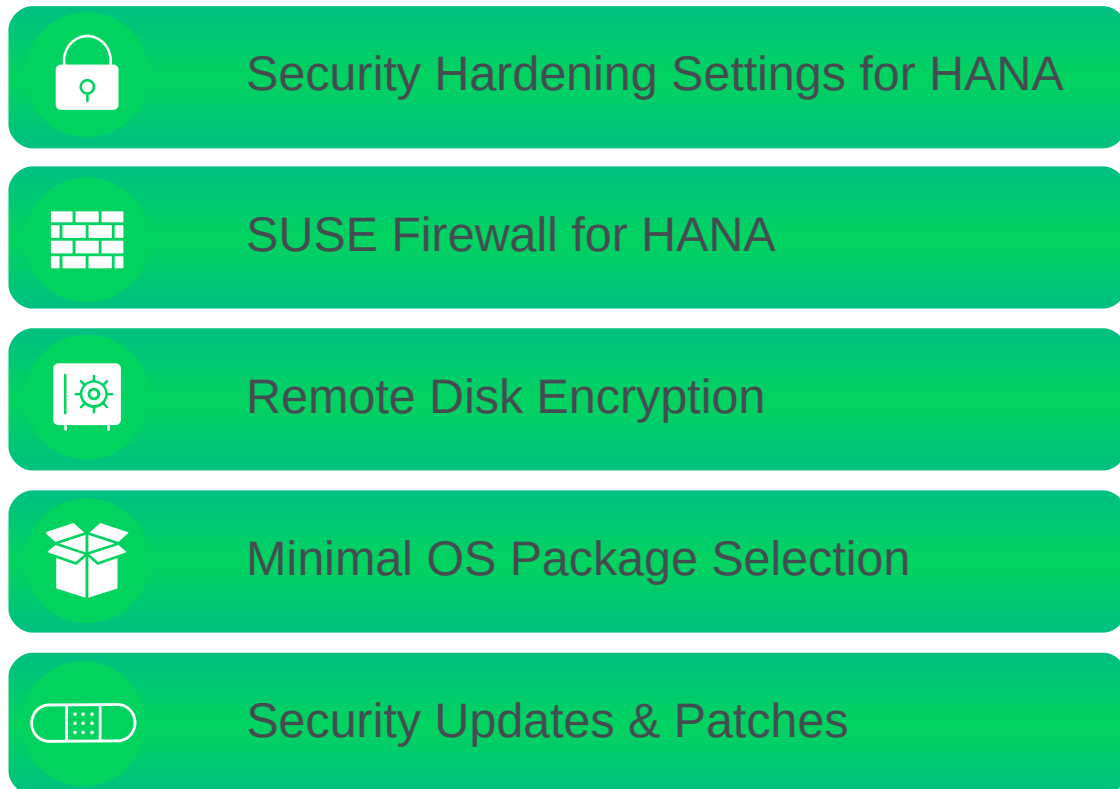 Security Hardening Settings for HANA
SUSE Firewall for HANA
Remote Disk Encryption
Minimal OS Package Selection
Security Updates & Patches